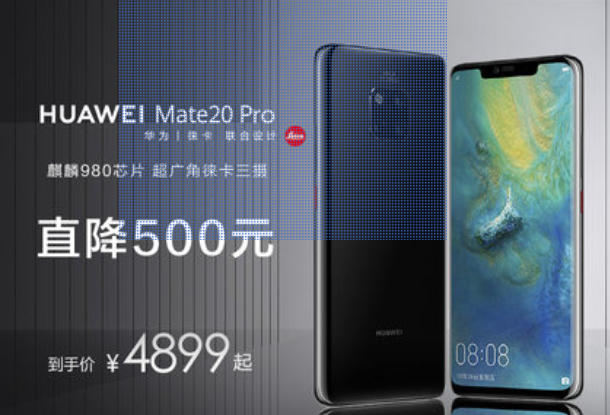 HUAWEI Mate20 Pro
华为 | 徕卡 联合设计
Leica
麒麟980芯片 超广角徕卡三摄
直降500元
到手价 ¥4899起
HUAWEI
08:08